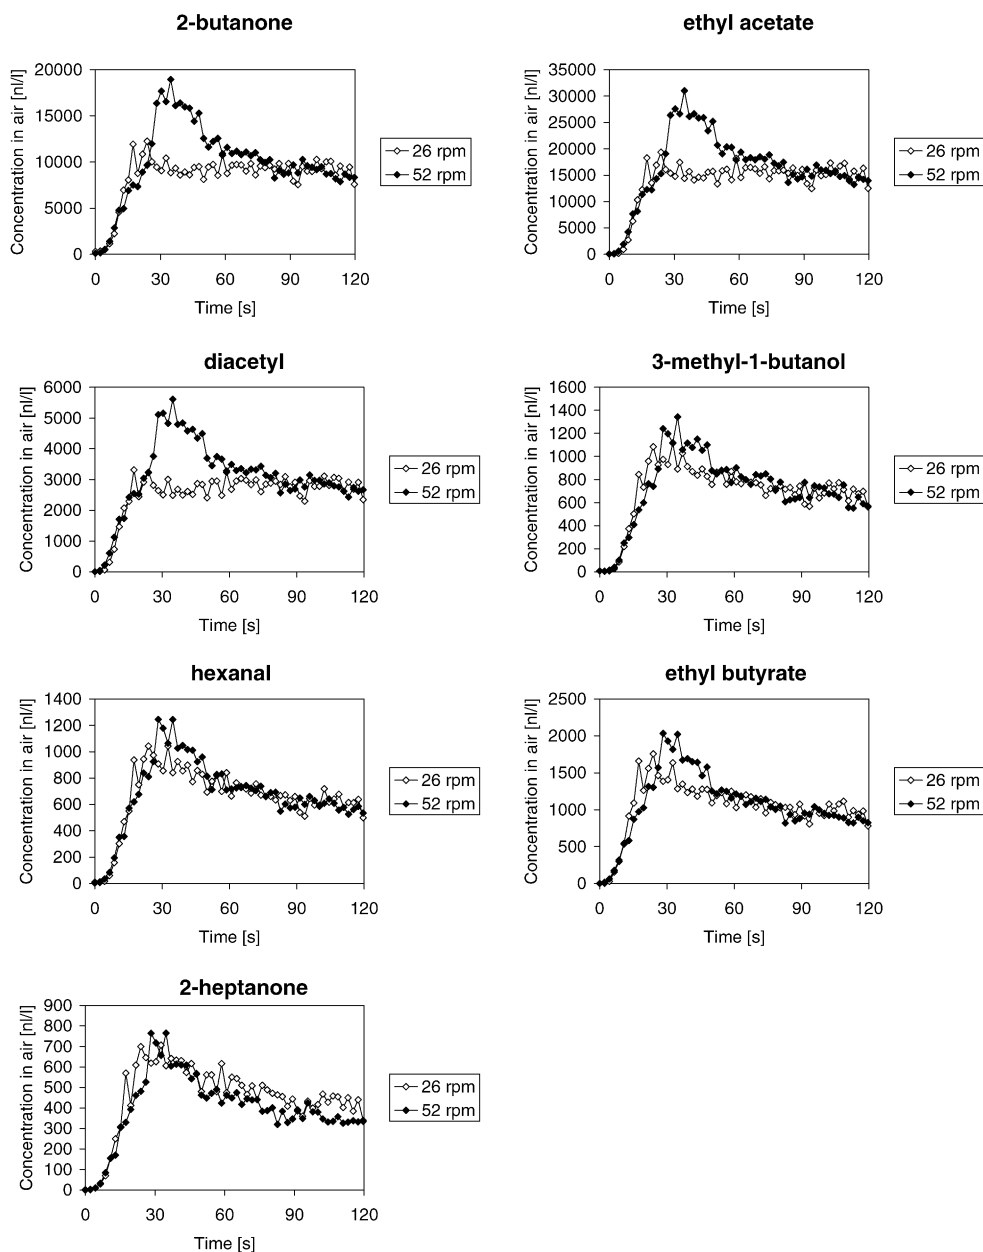 2-butanone
Concentration in air [nl/l]
20000
15000
10000
5000
0
0 30 60 90 120
Time [s]
26 rpm
52 rpm
ethyl acetate
Concentration in air [nl/l]
35000
30000
25000
20000
15000
10000
5000
0
0 30 60 90 120
Time [s]
26 rpm
52 rpm
diacetyl
Concentration in air [nl/l]
6000
5000
4000
3000
2000
1000
0
0 30 60 90 120
Time [s]
26 rpm
52 rpm
3-methyl-1-butanol
Concentration in air [nl/l]
1600
1400
1200
1000
800
600
400
200
0
0 30 60 90 120
Time [s]
26 rpm
52 rpm
hexanal
Concentration in air [nl/l]
1400
1200
1000
800
600
400
200
0
0 30 60 90 120
Time [s]
26 rpm
52 rpm
ethyl butyrate
Concentration in air [nl/l]
2500
2000
1500
1000
500
0
0 30 60 90 120
Time [s]
26 rpm
52 rpm
2-heptanone
Concentration in air [nl/l]
900
800
700
600
500
400
300
200
100
0
0 30 60 90 120
Time [s]
26 rpm
52 rpm